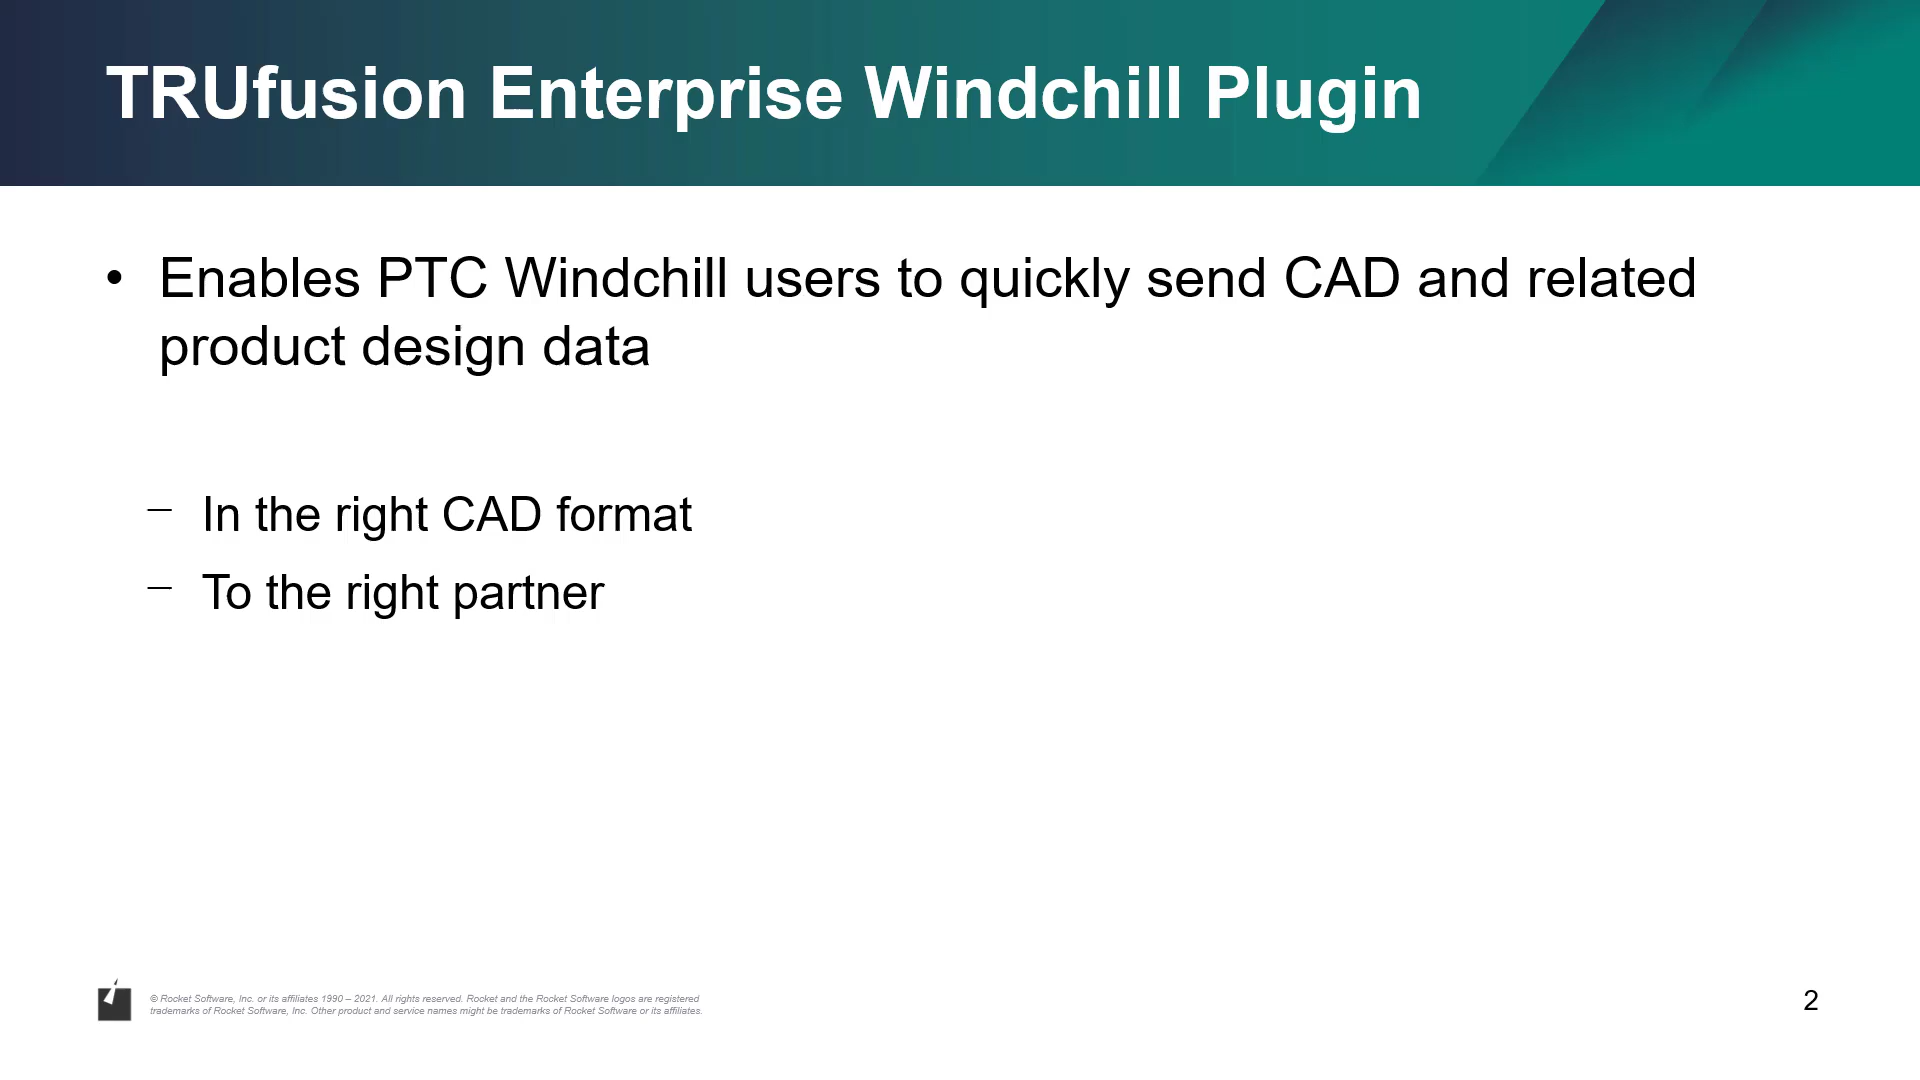 TRUfusion Enterprise Windchill Plugin
• Enables PTC Windchill users to quickly send CAD and related
product design data
– In the right CAD format
– To the right partner
© Rocket Software, Inc. or its affiliates 1990 – 2021. All rights reserved. Rocket and the Rocket Software logos are registered
trademarks of Rocket Software, Inc. Other product and service names might be trademarks of Rocket Software or its affiliates.
2